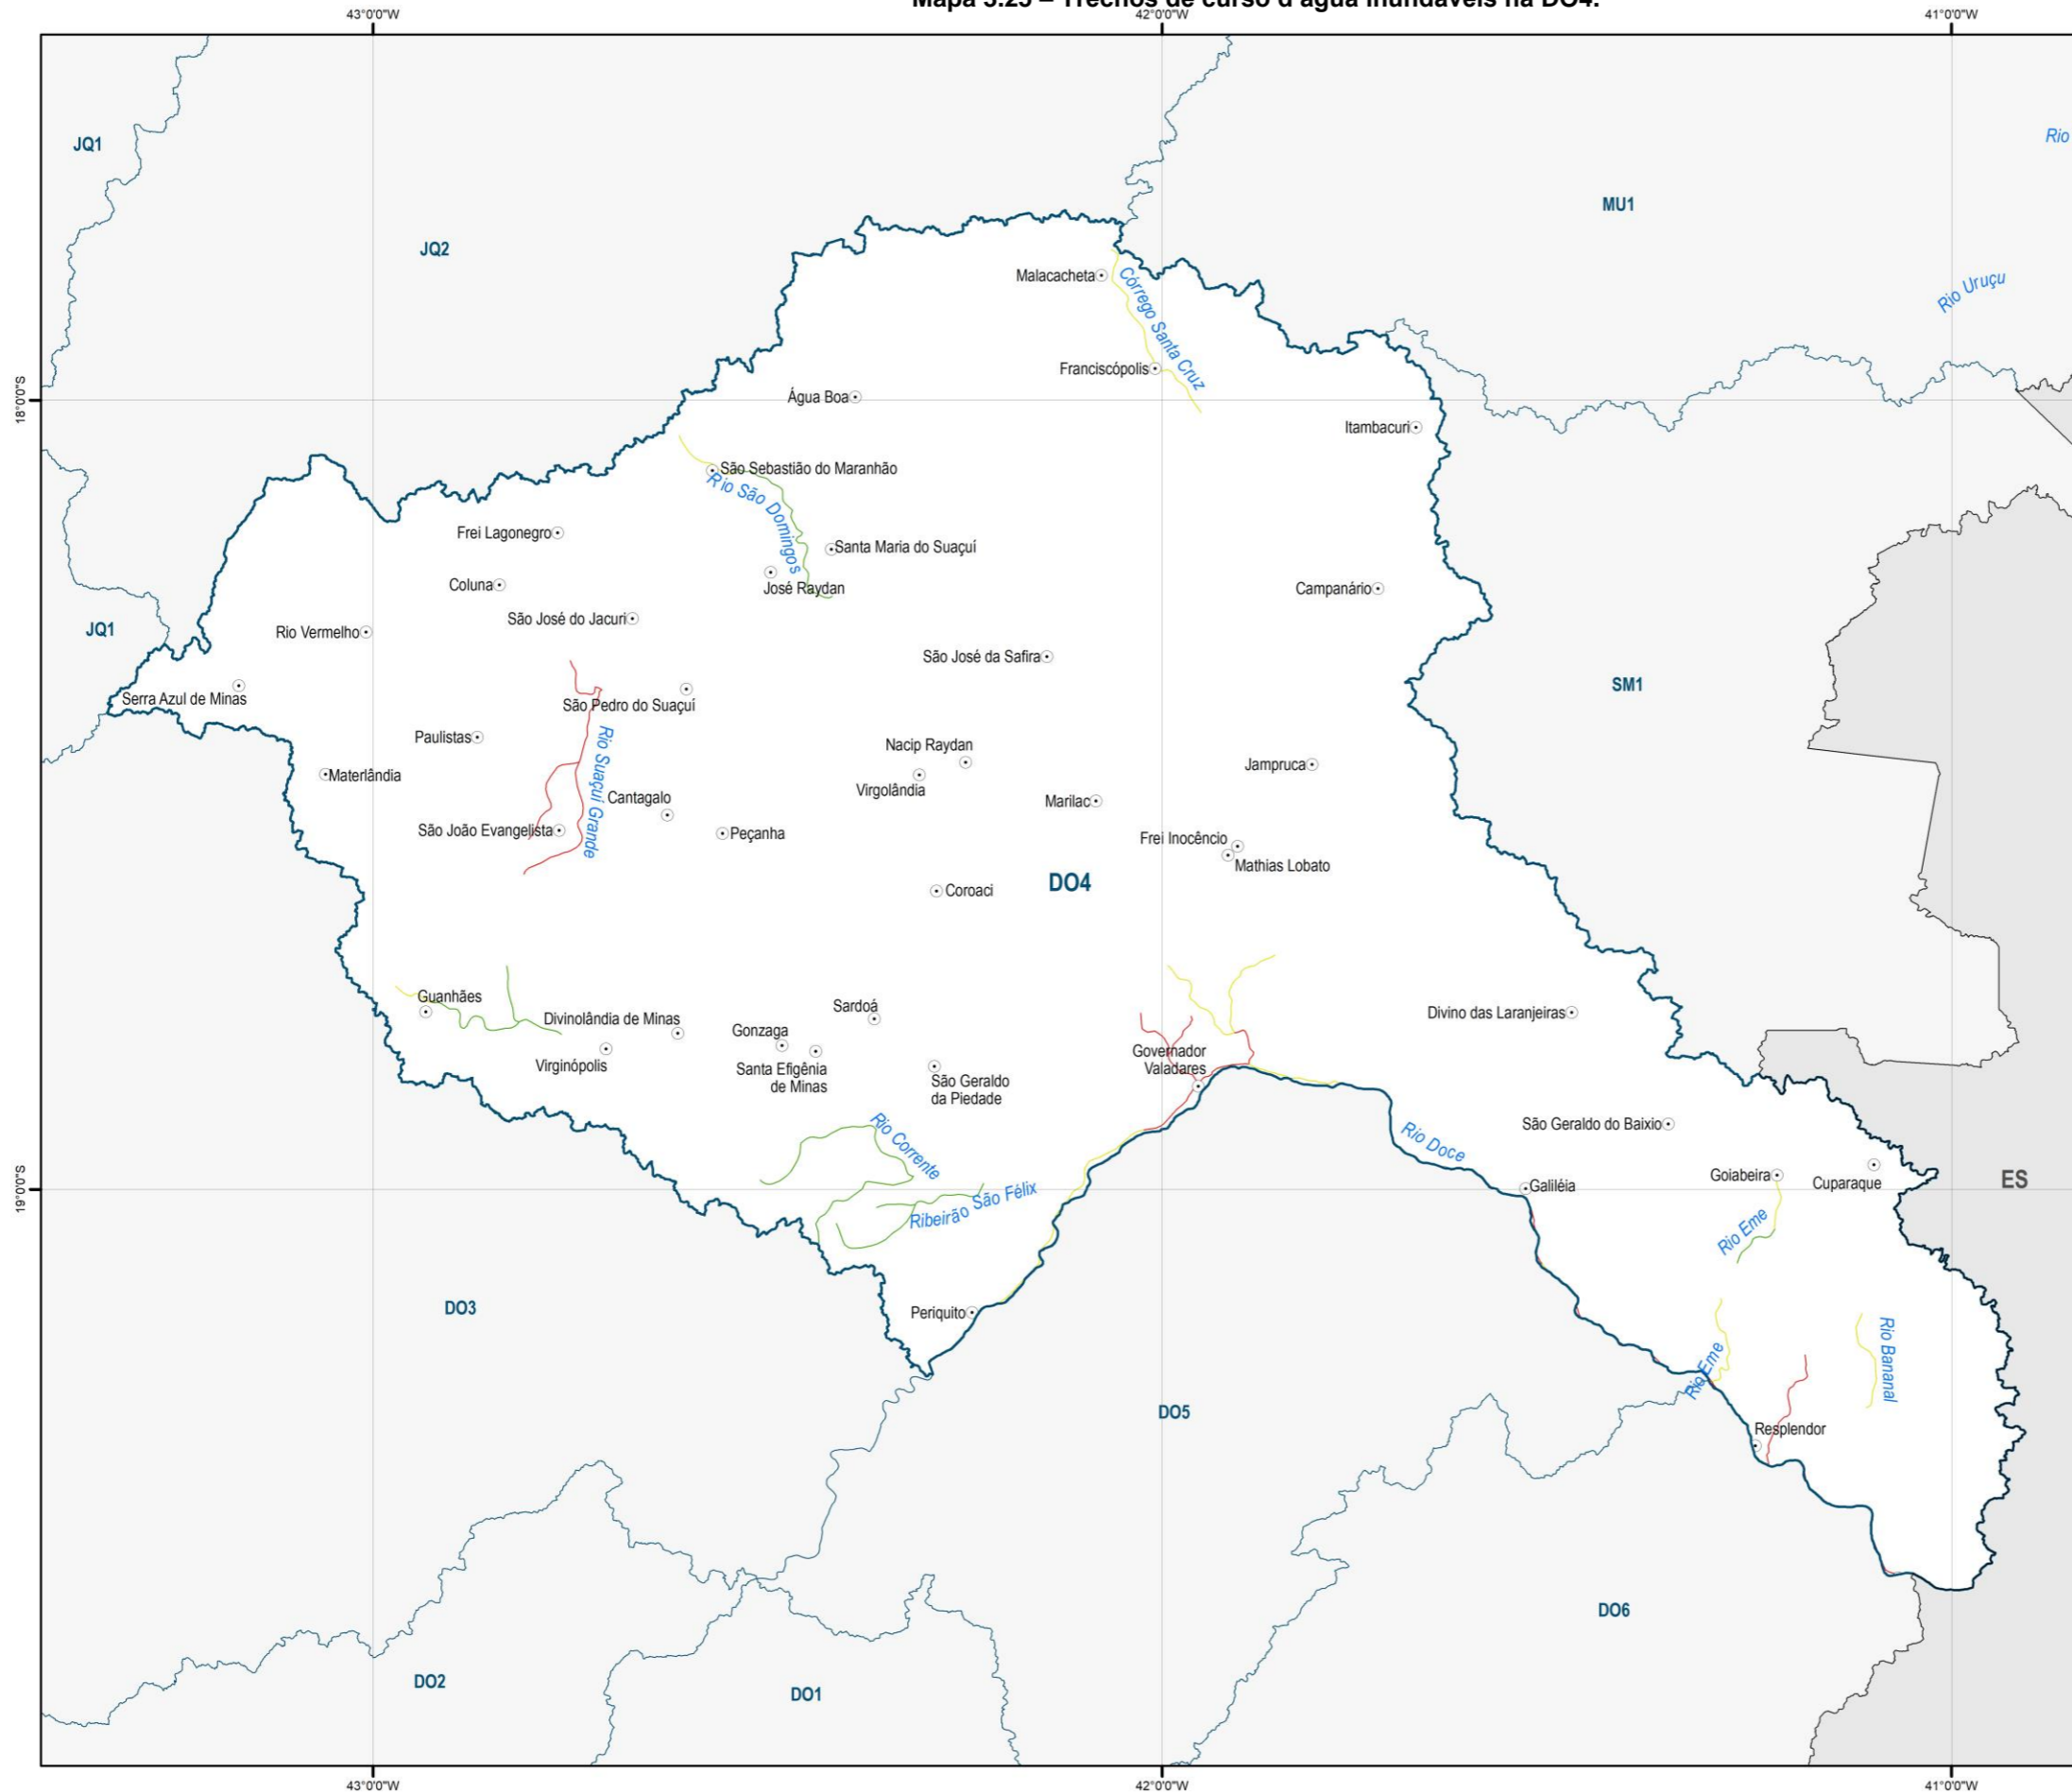 Mapa 5.25 – Trechos de curso d'água inundáveis na DO4.
43°0'0"W
42°0'0"W
41°0'0"W
JQ1
Rio
MU1
JQ2
Malacacheta
Córrego Santa Cruz
Rio Uruçu
Franciscópolis
18°0'0"S
Água Boa
Itambacuri
São Sebastião do Maranhão
Rio São Domingos
Frei Lagonegro
Santa Maria do Suaçuí
Coluna
José Raydan
Campanário
JQ1
Rio Vermelho
São José do Jacuri
São José da Safira
Serra Azul de Minas
São Pedro do Suaçuí
SM1
Paulistas
Rio Suaçuí Grande
Nacip Raydan
Jampruca
Materlândia
Virgolândia
Cantagalo
Marilac
São João Evangelista
Peçanha
Frei Inocêncio
Mathias Lobato
DO4
Coroaci
Guanhães
Sardoá
Divino das Laranjeiras
Divinolândia de Minas
Gonzaga
Governador
Valadares
Virginópolis
Santa Efigênia
de Minas
São Geraldo
da Piedade
Rio Corrente
Rio Doce
São Geraldo do Baixio
Goiabeira
Cuparaque
ES
19°0'0"S
Galiléia
Ribeirão São Félix
Rio Eme
DO3
Periquito
Rio Eme
Rio Bananal
DO5
Resplendor
DO6
DO2
DO1
43°0'0"W
42°0'0"W
41°0'0"W